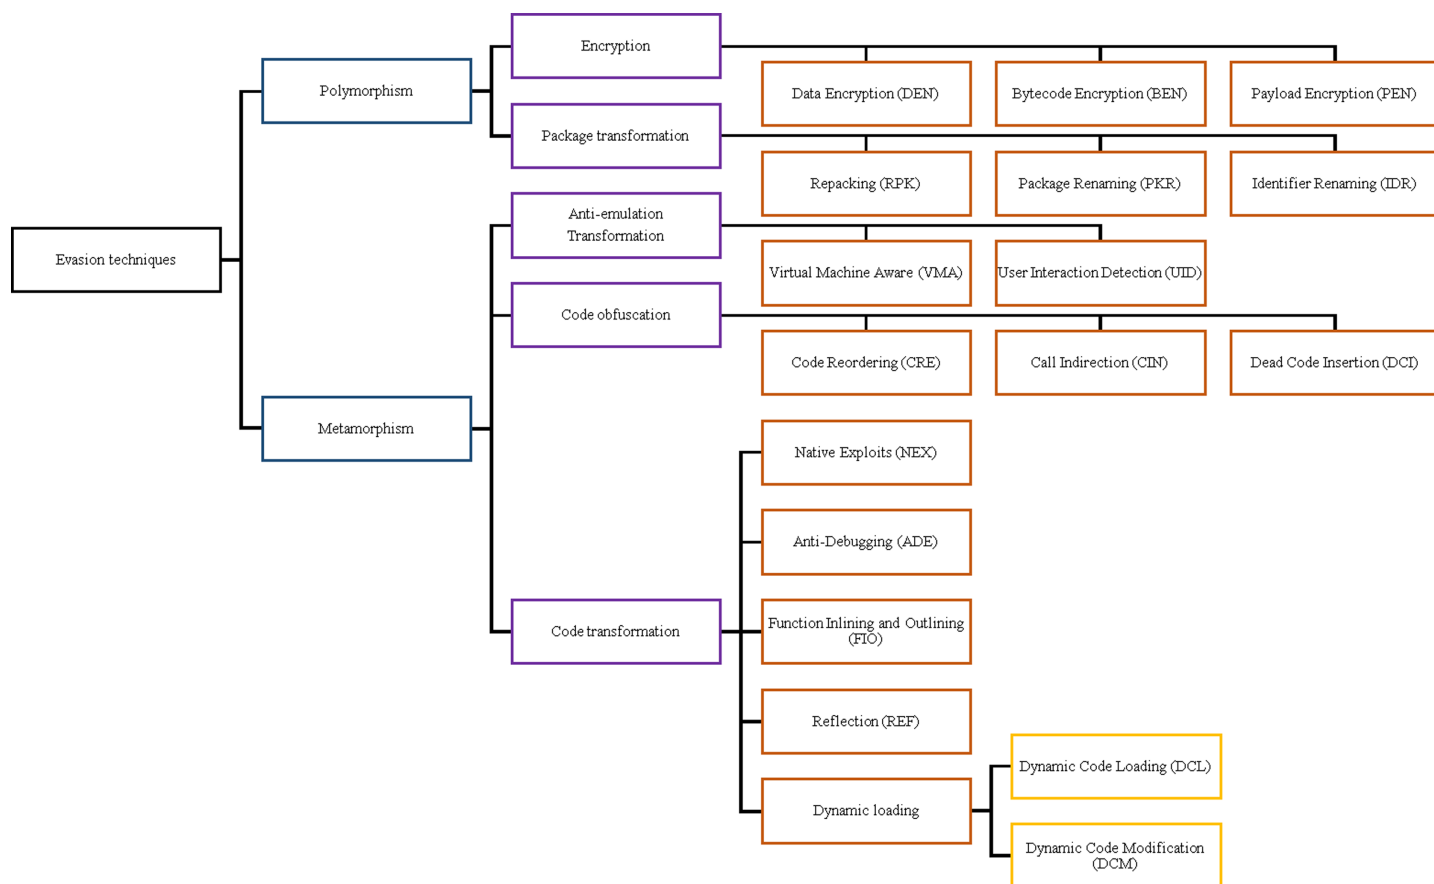 Encryption
Polymorphism
Data Encryption (DEN)
Bytecode Encryption (BEN)
Payload Encryption (PEN)
Package transformation
Repacking (RPK)
Package Renaming (PKR)
Identifier Renaming (IDR)
Anti-emulation
Transformation
Evasion techniques
Virtual Machine Aware (VMA)
User Interaction Detection (UID)
Code obfuscation
Code Reordering (CRE)
Call Indirection (CIN)
Dead Code Insertion (DCI)
Metamorphism
Native Exploits (NEX)
Anti-Debugging (ADE)
Code transformation
Function Inlining and Outlining
(FIO)
Reflection (REF)
Dynamic loading
Dynamic Code Loading (DCL)
Dynamic Code Modification
(DCM)